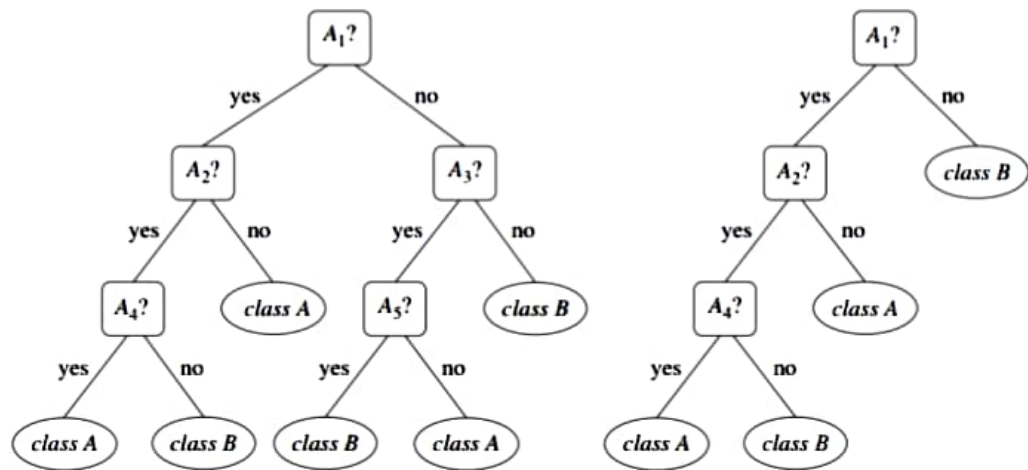 A1? A1?
yes no yes no
A2? A3? A2? class B
yes no yes no yes no
A4? class A A5? class B A4? class A
yes no yes no yes no
class A class B class B class A class A class B